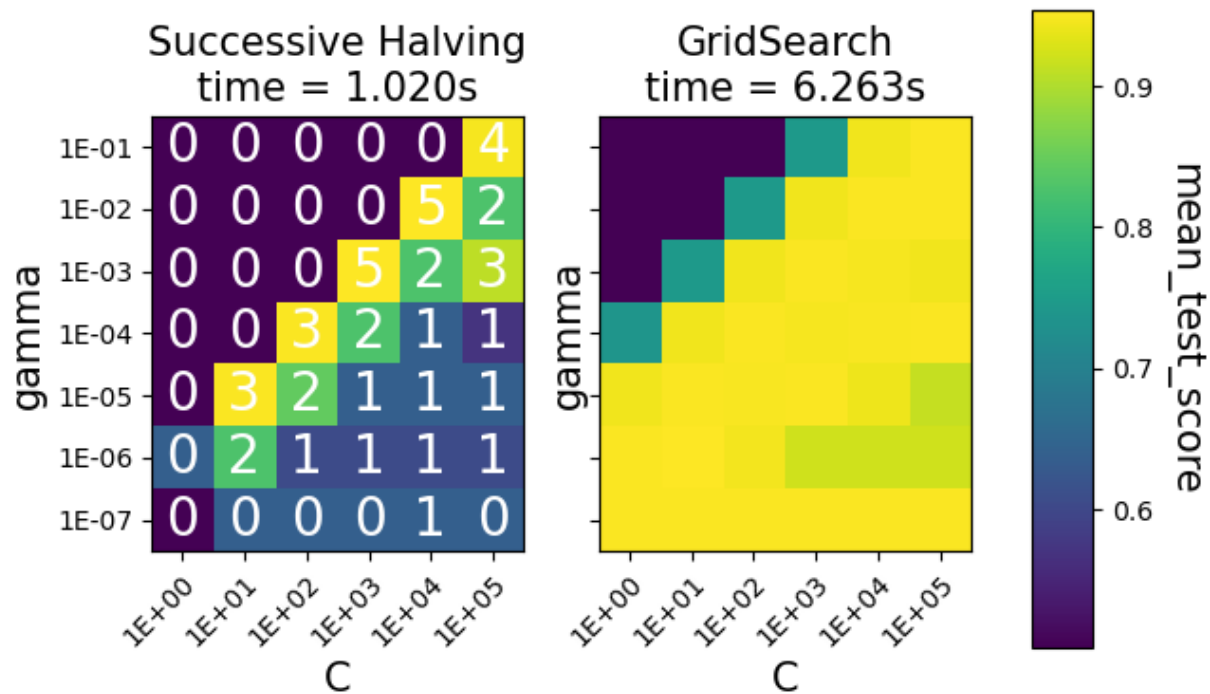 Successive Halving
time = 1.020s
GridSearch
time = 6.263s
gamma
1E-01
1E-02
1E-03
1E-04
1E-05
1E-06
1E-07
0 0 0 0 0 4
0 0 0 0 5 2
0 0 0 5 2 3
0 0 3 2 1 1
0 3 2 1 1 1
0 2 1 1 1 1
0 0 0 0 1 0
1E+00 1E+01 1E+02 1E+03 1E+04 1E+05
C
gamma
1E+00 1E+01 1E+02 1E+03 1E+04 1E+05
C
0.9
0.8
0.7
0.6
mean_test_score